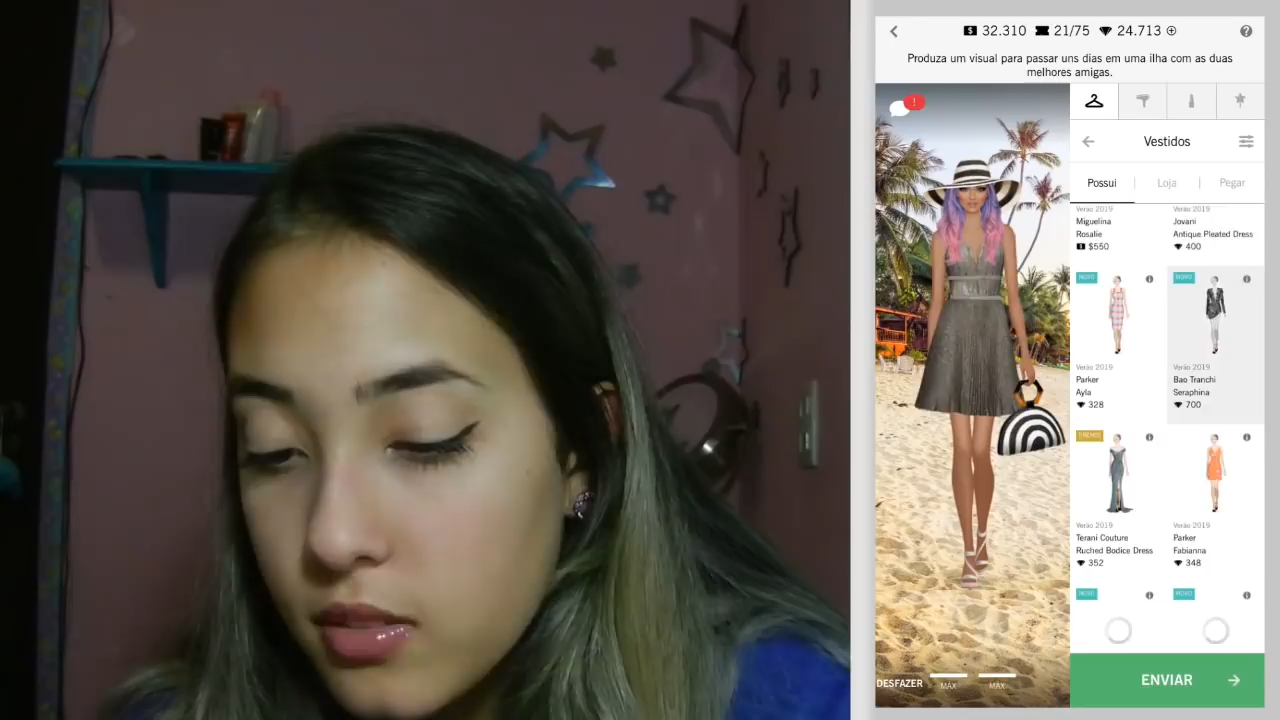 32.310 21/75 24.713
Produza um visual para passar uns dias em uma ilha com as duas
melhores amigas.
!
Vestidos
Possui Loja Pegar
Verão 2019
Miguelina
Rosalie
$550
Verão 2019
Jovani
Antique Pleated Dress
400
NOVO
Verão 2019
Parker
Ayla
328
NOVO
Verão 2019
Bao Tranchi
Seraphina
700
Verão 2019
Terani Couture
Ruched Bodice Dress
352
Verão 2019
Parker
Fabianna
348
NOVO
NOVO
DESFAZER
MÁX
MÁX
ENVIAR